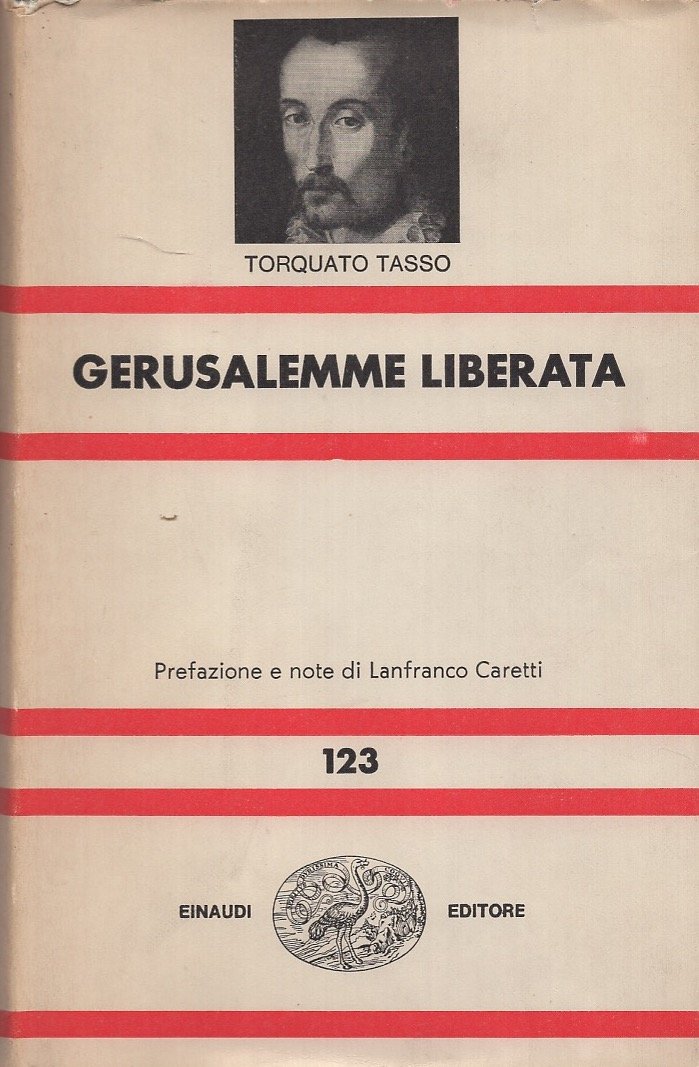 TORQUATO TASSO
GERUSALEMME LIBERATA
Prefazione e note di Lanfranco Caretti
123
EINAUDI EDITORE